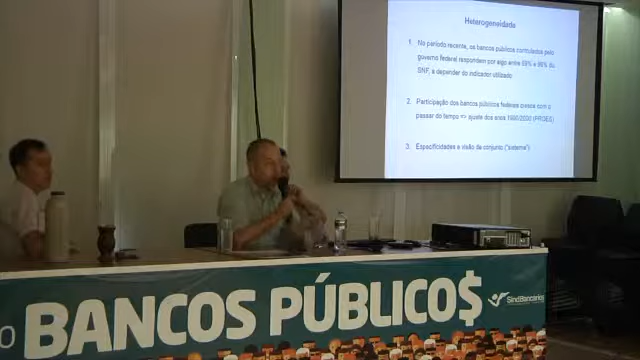 Heterogeneidade
1. No período recente, os bancos públicos controlados pelo
governo federal respondem por algo entre e do
SNF, a depender do indicador utilizado
2. Participação dos bancos públicos federais cresce com o
passar do tempo => ajuste dos anos 1990/2000 (PROES)
3. Especificidades e visão de conjunto ("sistema")
O BANCOS PÚBLICO$
SindBancários